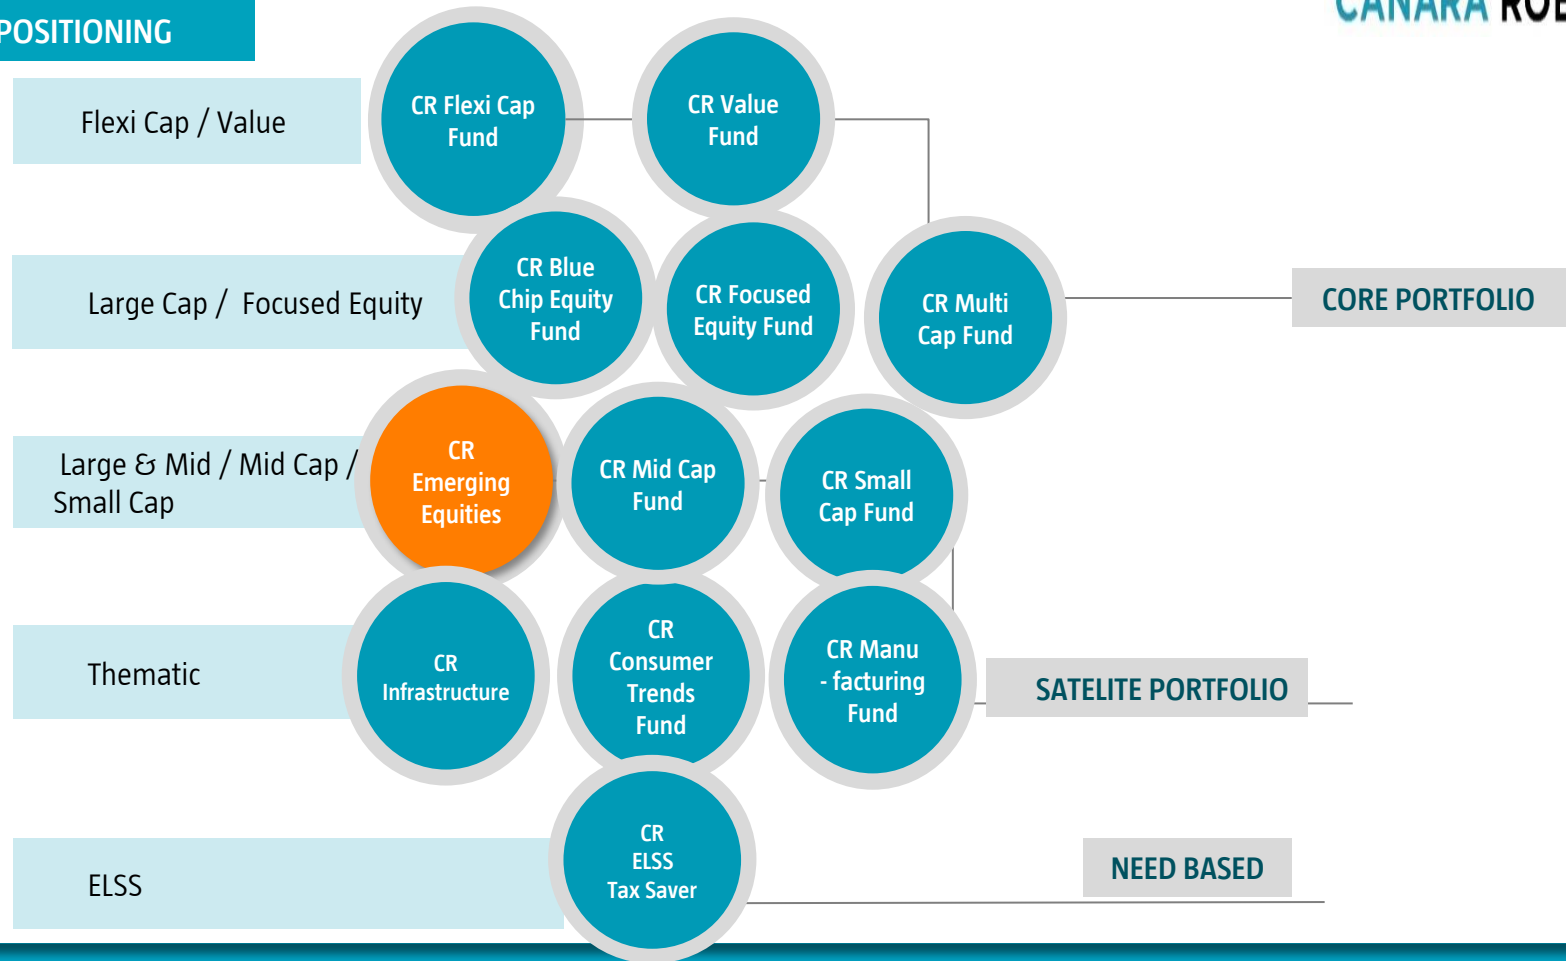 POSITIONING
CANARA
Flexi Cap / Value
CR Flexi Cap
Fund
CR Value
Fund
Large Cap / Focused Equity
CR Blue
Chip Equity
Fund
CR Focused
Equity Fund
CR Multi
Cap Fund
CORE PORTFOLIO
Large & Mid / Mid Cap /
Small Cap
CR
Emerging
Equities
CR Mid Cap
Fund
CR Small
Cap Fund
Thematic
CR
Infrastructure
CR
Consumer
Trends
Fund
CR Manu
- facturing
Fund
SATELITE PORTFOLIO
ELSS
CR
ELSS
Tax Saver
NEED BASED